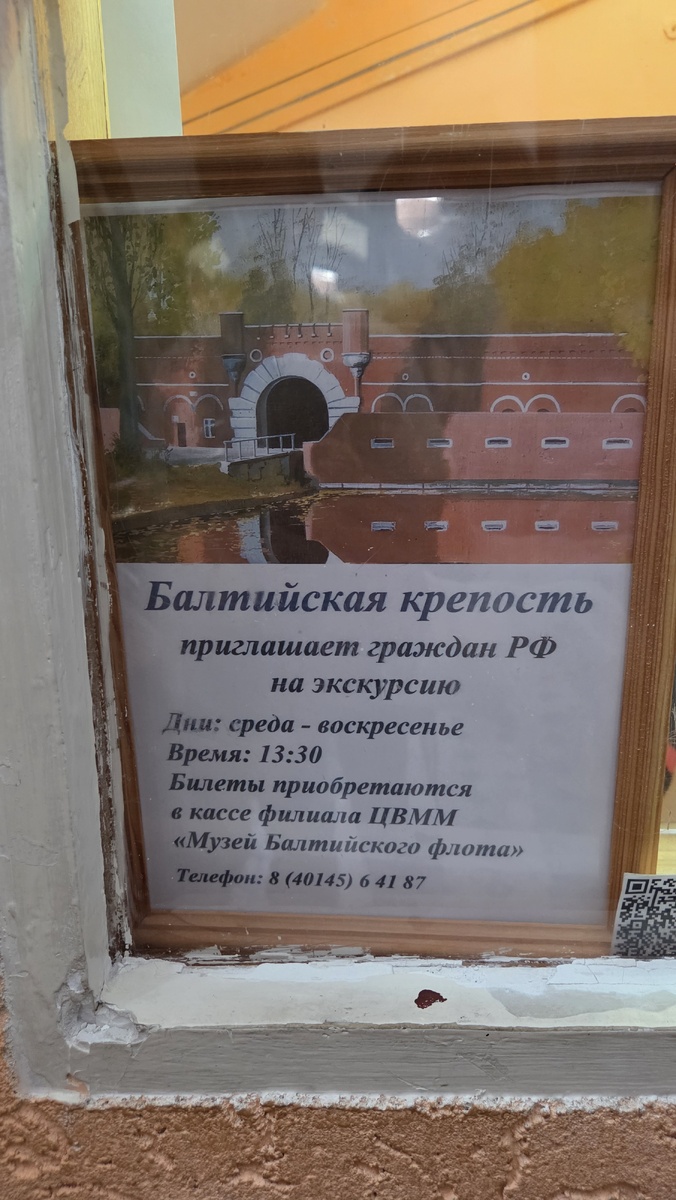 Балтийская крепость
приглашает граждан РФ
на экскурсию
Дни: среда - воскресенье
Время: 13:30
Билеты приобретаются
в кассе филиала ЦВММ
«Музей Балтийского флота»
Телефон: 8 (40145) 6 41 87